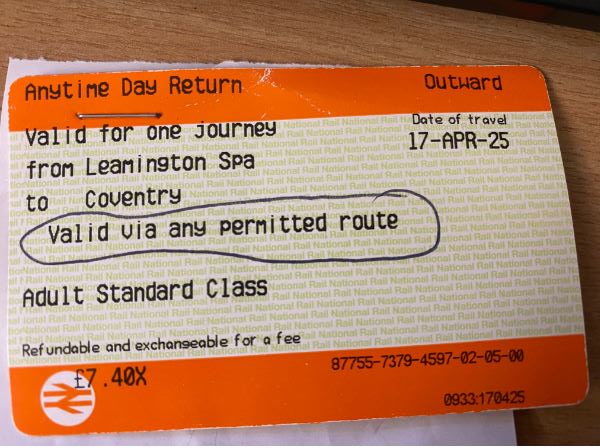 Anytime Day Return Outward
Date of travel
Valid for one journey 17-APR-25
from Leamington Spa
to Coventry
Valid via any permitted route
Adult Standard Class
Refundable and exchangeable for a fee
£7.40X 87755-7379-4597-02-05-00
0933:170425